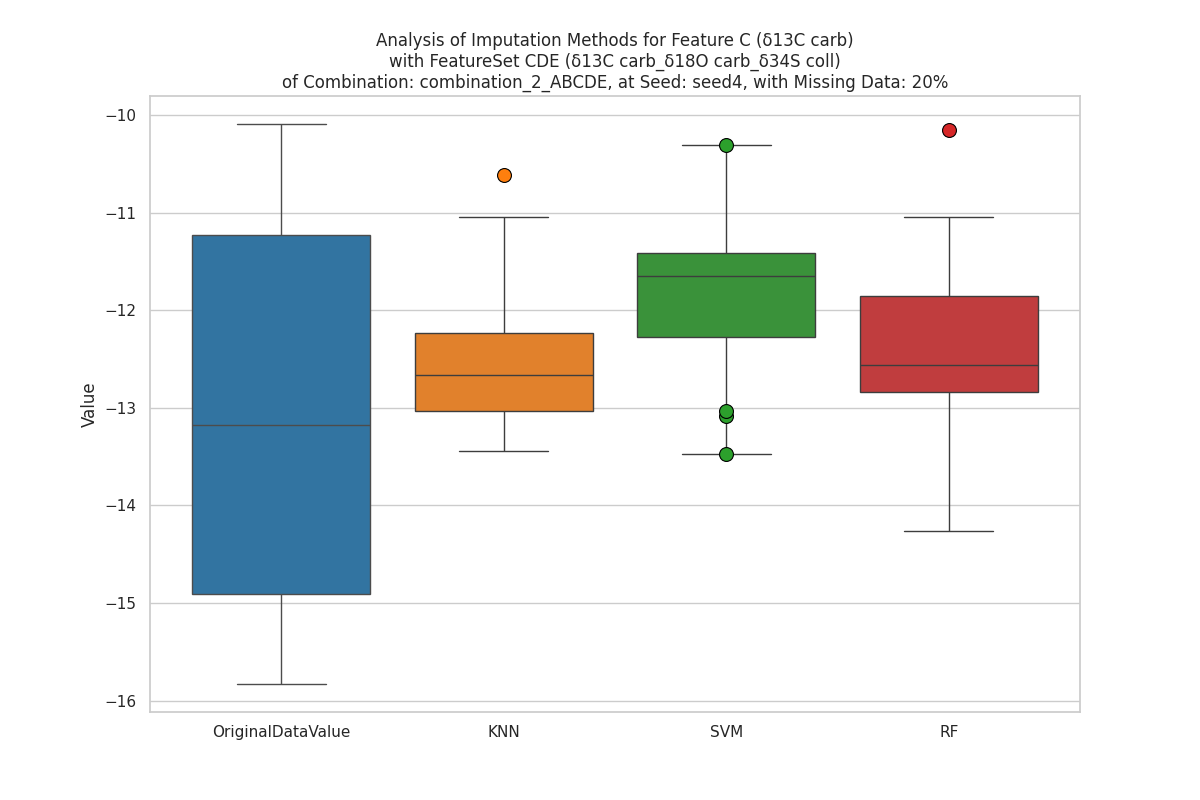 Analysis of Imputation Methods for Feature C (δ13C carb)
with FeatureSet CDE (δ13C carb_δ18O carb_δ34S coll)
of Combination: combination_2_ABCDE, at Seed: seed4, with Missing Data: 20%
Value
−10
−11
−12
−13
−14
−15
−16
OriginalDataValue
KNN
SVM
RF